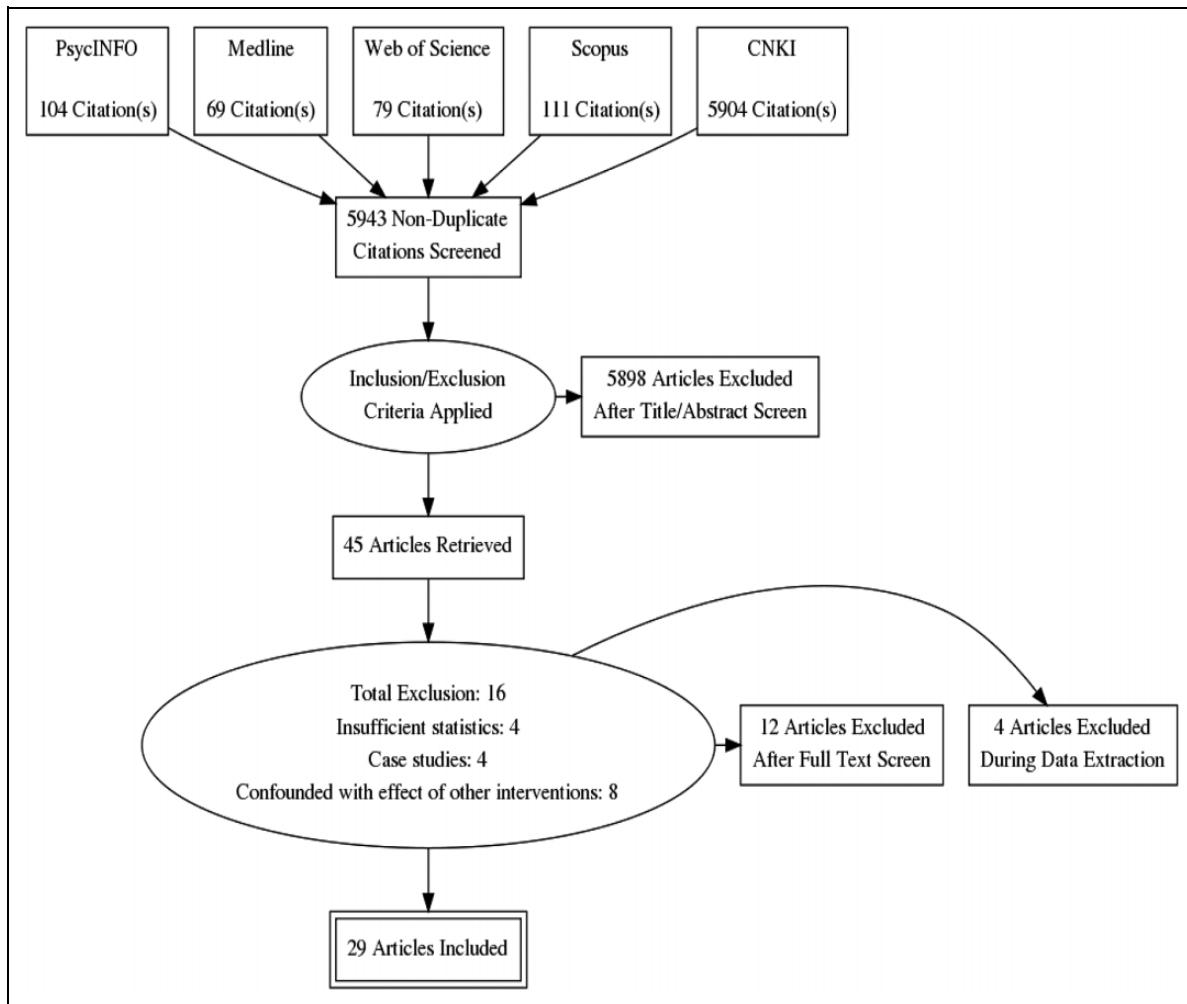 PsycINFO
104 Citation(s)
Medline
69 Citation(s)
Web of Science
79 Citation(s)
Scopus
111 Citation(s)
CNKI
5904 Citation(s)
5943 Non-Duplicate
Citations Screened
Inclusion/Exclusion
Criteria Applied
5898 Articles Excluded
After Title/Abstract Screen
45 Articles Retrieved
Total Exclusion: 16
Insufficient statistics: 4
Case studies: 4
Confounded with effect of other interventions: 8
12 Articles Excluded
After Full Text Screen
4 Articles Excluded
During Data Extraction
29 Articles Included